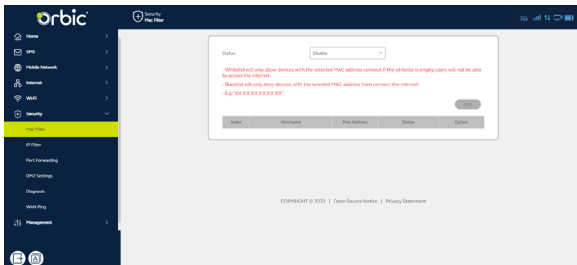 orbic
Security
Mac Filter
5G
Home
SMS
Mobile Network
Internet
Wi-Fi
Security
Mac Filter
IP Filter
Port Forwarding
DMZ Settings
Diagnosis
WAN Ping
Management
Status
Disable
- Whitelist will only allow devices with the selected MAC address connect.If the whitelist is empty,users will not be able
to access the internet.
- Blacklist will only deny devices with the selected MAC address from connect the internet.
- E.g:"XX:XX:XX:XX:XX:XX".
Add
Index Hostname Mac Address Status Option
COPYRIGHT © 2023 | Open Source Notice | Privacy Statement